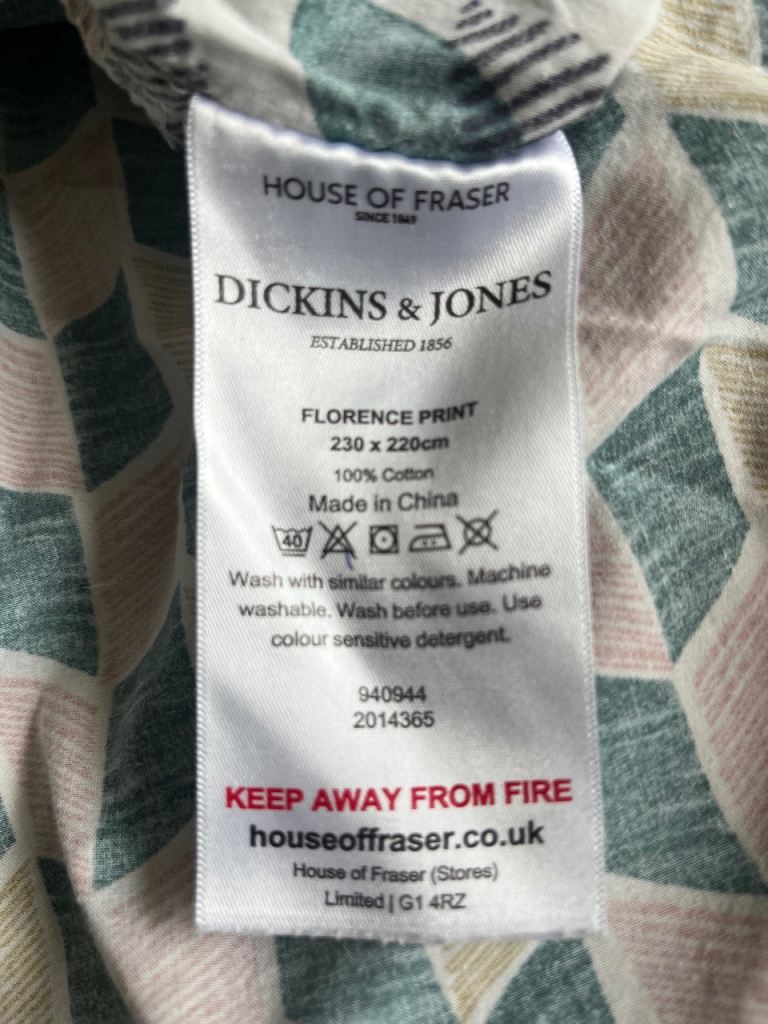 HOUSE OF FRASER
SINCE 1849
DICKINS & JONES
ESTABLISHED 1856
FLORENCE PRINT
230 x 220cm
100% Cotton
Made in China
40
Wash with similar colours. Machine
washable. Wash before use. Use
colour sensitive detergent.
940944
2014365
KEEP AWAY FROM FIRE
houseoffraser.co.uk
House of Fraser (Stores)
Limited | G1 4RZ